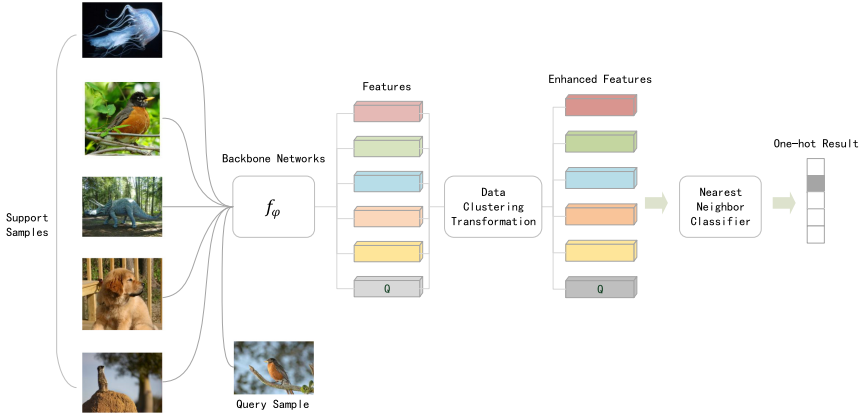 Support
Samples
Backbone Networks
fφ
Query Sample
Features
Q
Data
Clustering
Transformation
Enhanced Features
Q
Nearest
Neighbor
Classifier
One-hot Result